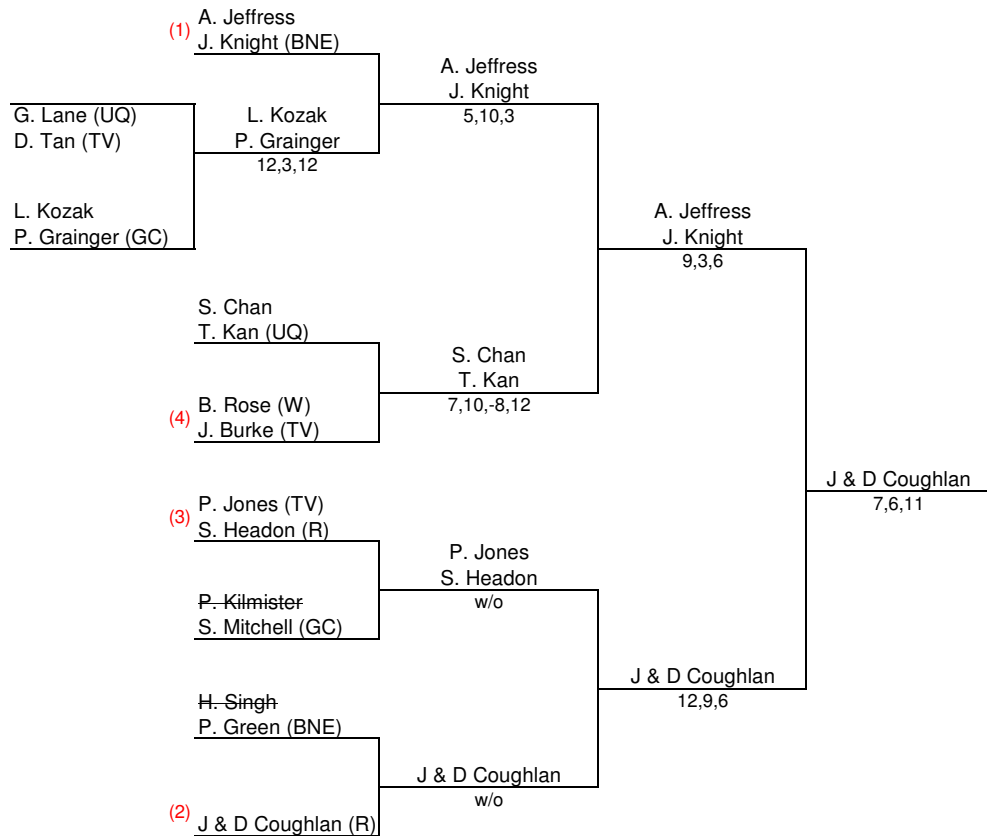 A. Jeffress
(1)
J. Knight (BNE)
A. Jeffress
J. Knight
5,10,3
G. Lane (UQ)
D. Tan (TV)
L. Kozak
P. Grainger
12,3,12
L. Kozak
P. Grainger (GC)
A. Jeffress
J. Knight
9,3,6
S. Chan
T. Kan (UQ)
S. Chan
T. Kan
7,10,-8,12
B. Rose (W)
(4)
J. Burke (TV)
J & D Coughlan
7,6,11
P. Jones (TV)
(3)
S. Headon (R)
P. Jones
S. Headon
w/o
P. Kilmister
S. Mitchell (GC)
J & D Coughlan
12,9,6
H. Singh
P. Green (BNE)
J & D Coughlan
w/o
(2)
J & D Coughlan (R)